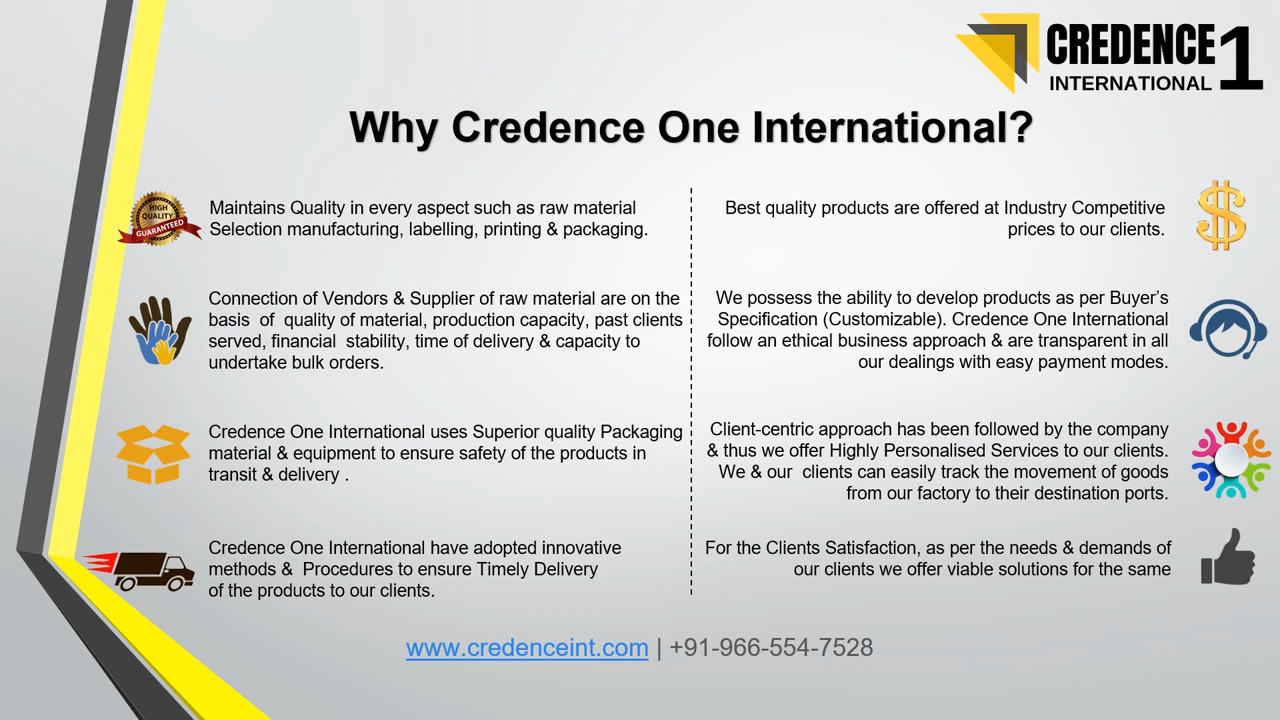 CREDENCE 1
INTERNATIONAL
Why Credence One International?
HIGH
QUALITY
GUARANTEED
Maintains Quality in every aspect such as raw material
Selection manufacturing, labelling, printing & packaging.
Connection of Vendors & Supplier of raw material are on the
basis of quality of material, production capacity, past clients
served, financial stability, time of delivery & capacity to
undertake bulk orders.
Credence One International uses Superior quality Packaging
material & equipment to ensure safety of the products in
transit & delivery .
Credence One International have adopted innovative
methods & Procedures to ensure Timely Delivery
of the products to our clients.
Best quality products are offered at Industry Competitive
prices to our clients.
We possess the ability to develop products as per Buyer’s
Specification (Customizable). Credence One International
follow an ethical business approach & are transparent in all
our dealings with easy payment modes.
Client-centric approach has been followed by the company
& thus we offer Highly Personalised Services to our clients.
We & our clients can easily track the movement of goods
from our factory to their destination ports.
For the Clients Satisfaction, as per the needs & demands of
our clients we offer viable solutions for the same
www.credenceint.com | +91-966-554-7528